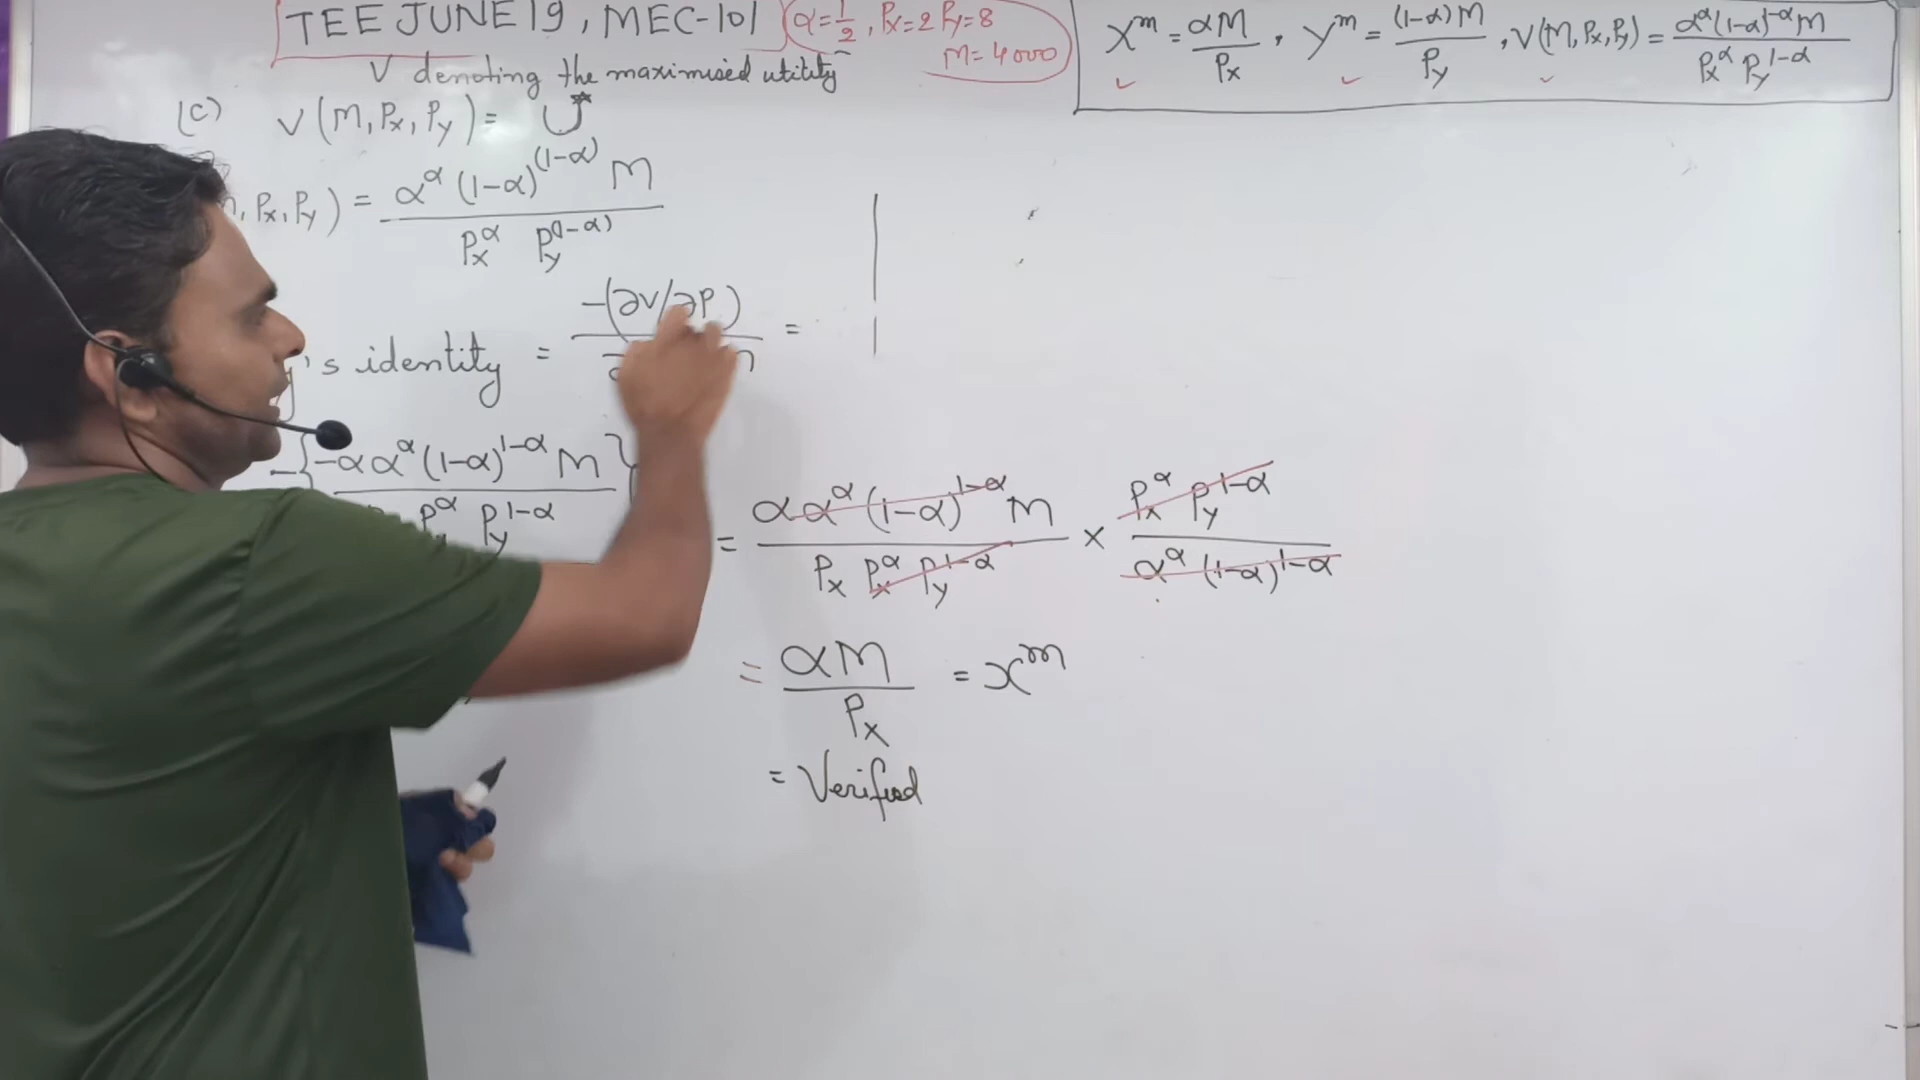 TEE JUNE 19, MEC-101 α=1/2, Px=2 Py=8
M=4000
V denoting the maximised utility
X^m = αM/Px, Y^m = (1-α)M/Py, V(M,Px,Py) = α^α(1-α)^1-α M / Px^α Py^1-α
(c) V(M, Px, Py) = U*
, Px, Py) = α^α (1-α)^(1-α) M / Px^α Py^(1-α)
's identity = -(∂V/∂P) =
-{-α α^α (1-α)^1-α M / P^α Py^1-α}
= α α^α (1-α)^1-α M / Px Px^α Py^1-α × Px^α Py^1-α / α^α (1-α)^1-α
= αM/Px = x^m
= Verified